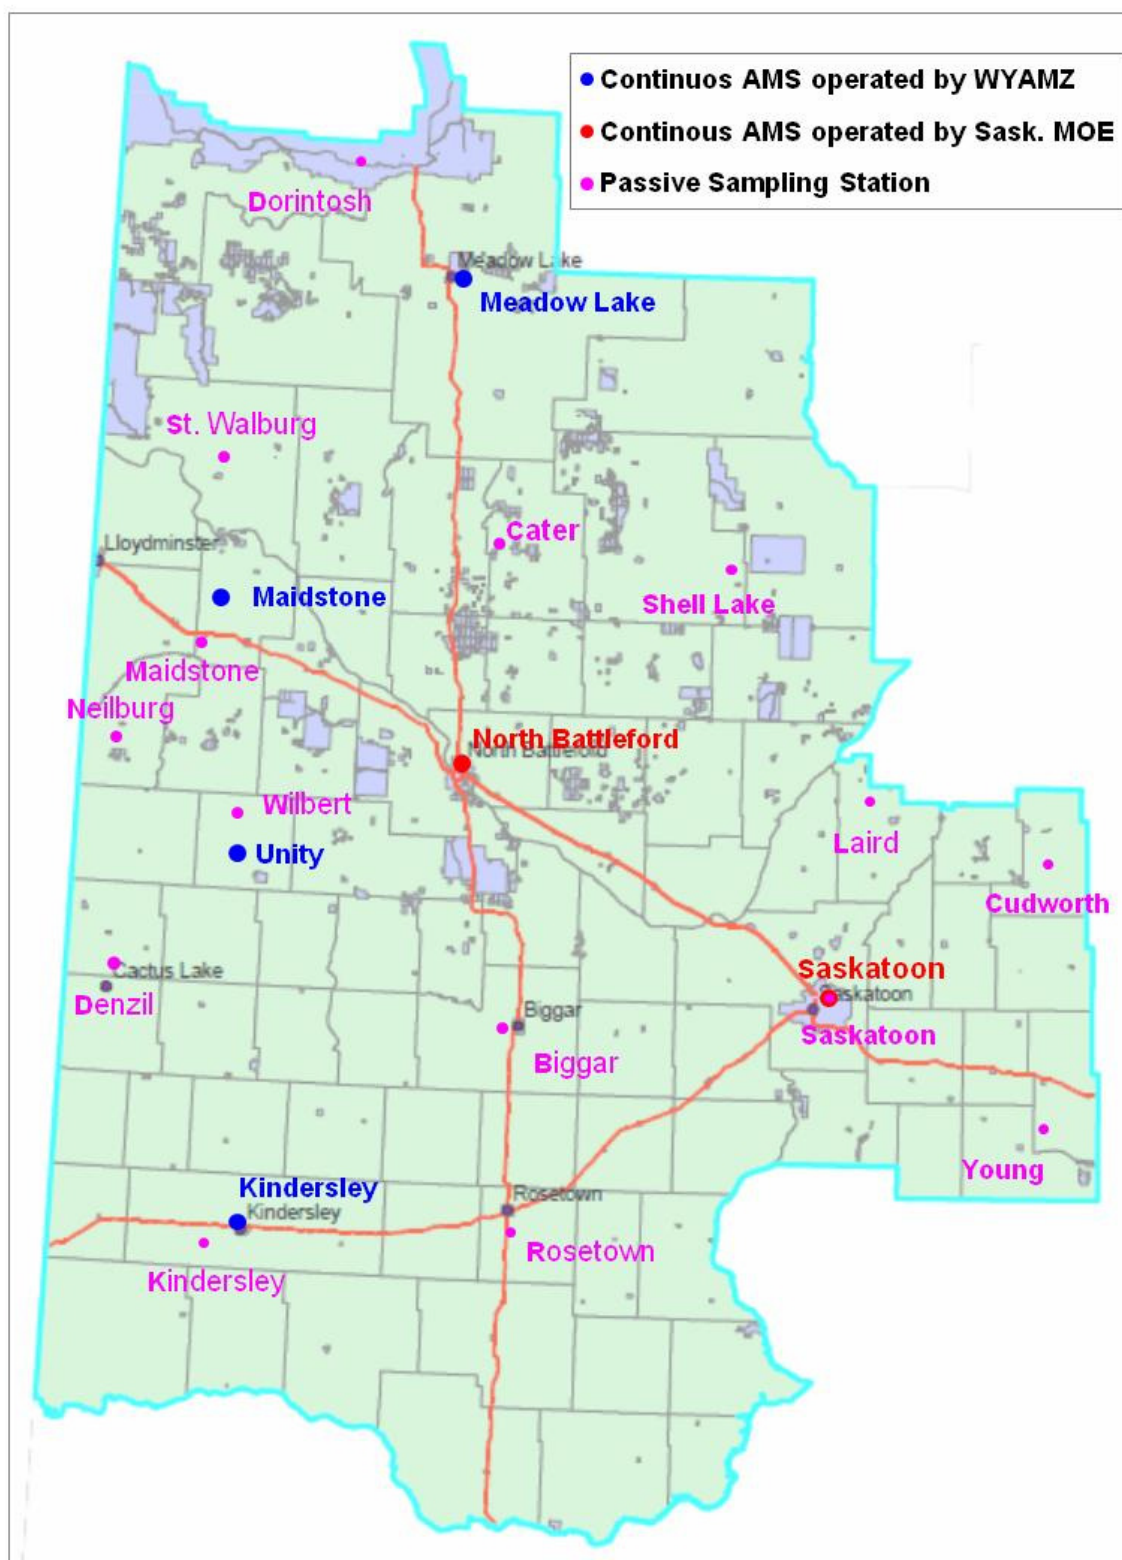 Continuos AMS operated by WYAMZ
Continous AMS operated by Sask. MOE
Passive Sampling Station
Dorintosh
Meadow Lake
Meadow Lake
St. Walburg
Cater
Lloydminster
Shell Lake
Maidstone
Maidstone
Neilburg
North Battleford
North Battleford
Wilbert
Laird
Unity
Cudworth
Saskatoon
Cactus Lake
Saskatoon
Denzil
Biggar
Saskatoon
Biggar
Young
Kindersley
Rosetown
Kindersley
Rosetown
Kindersley